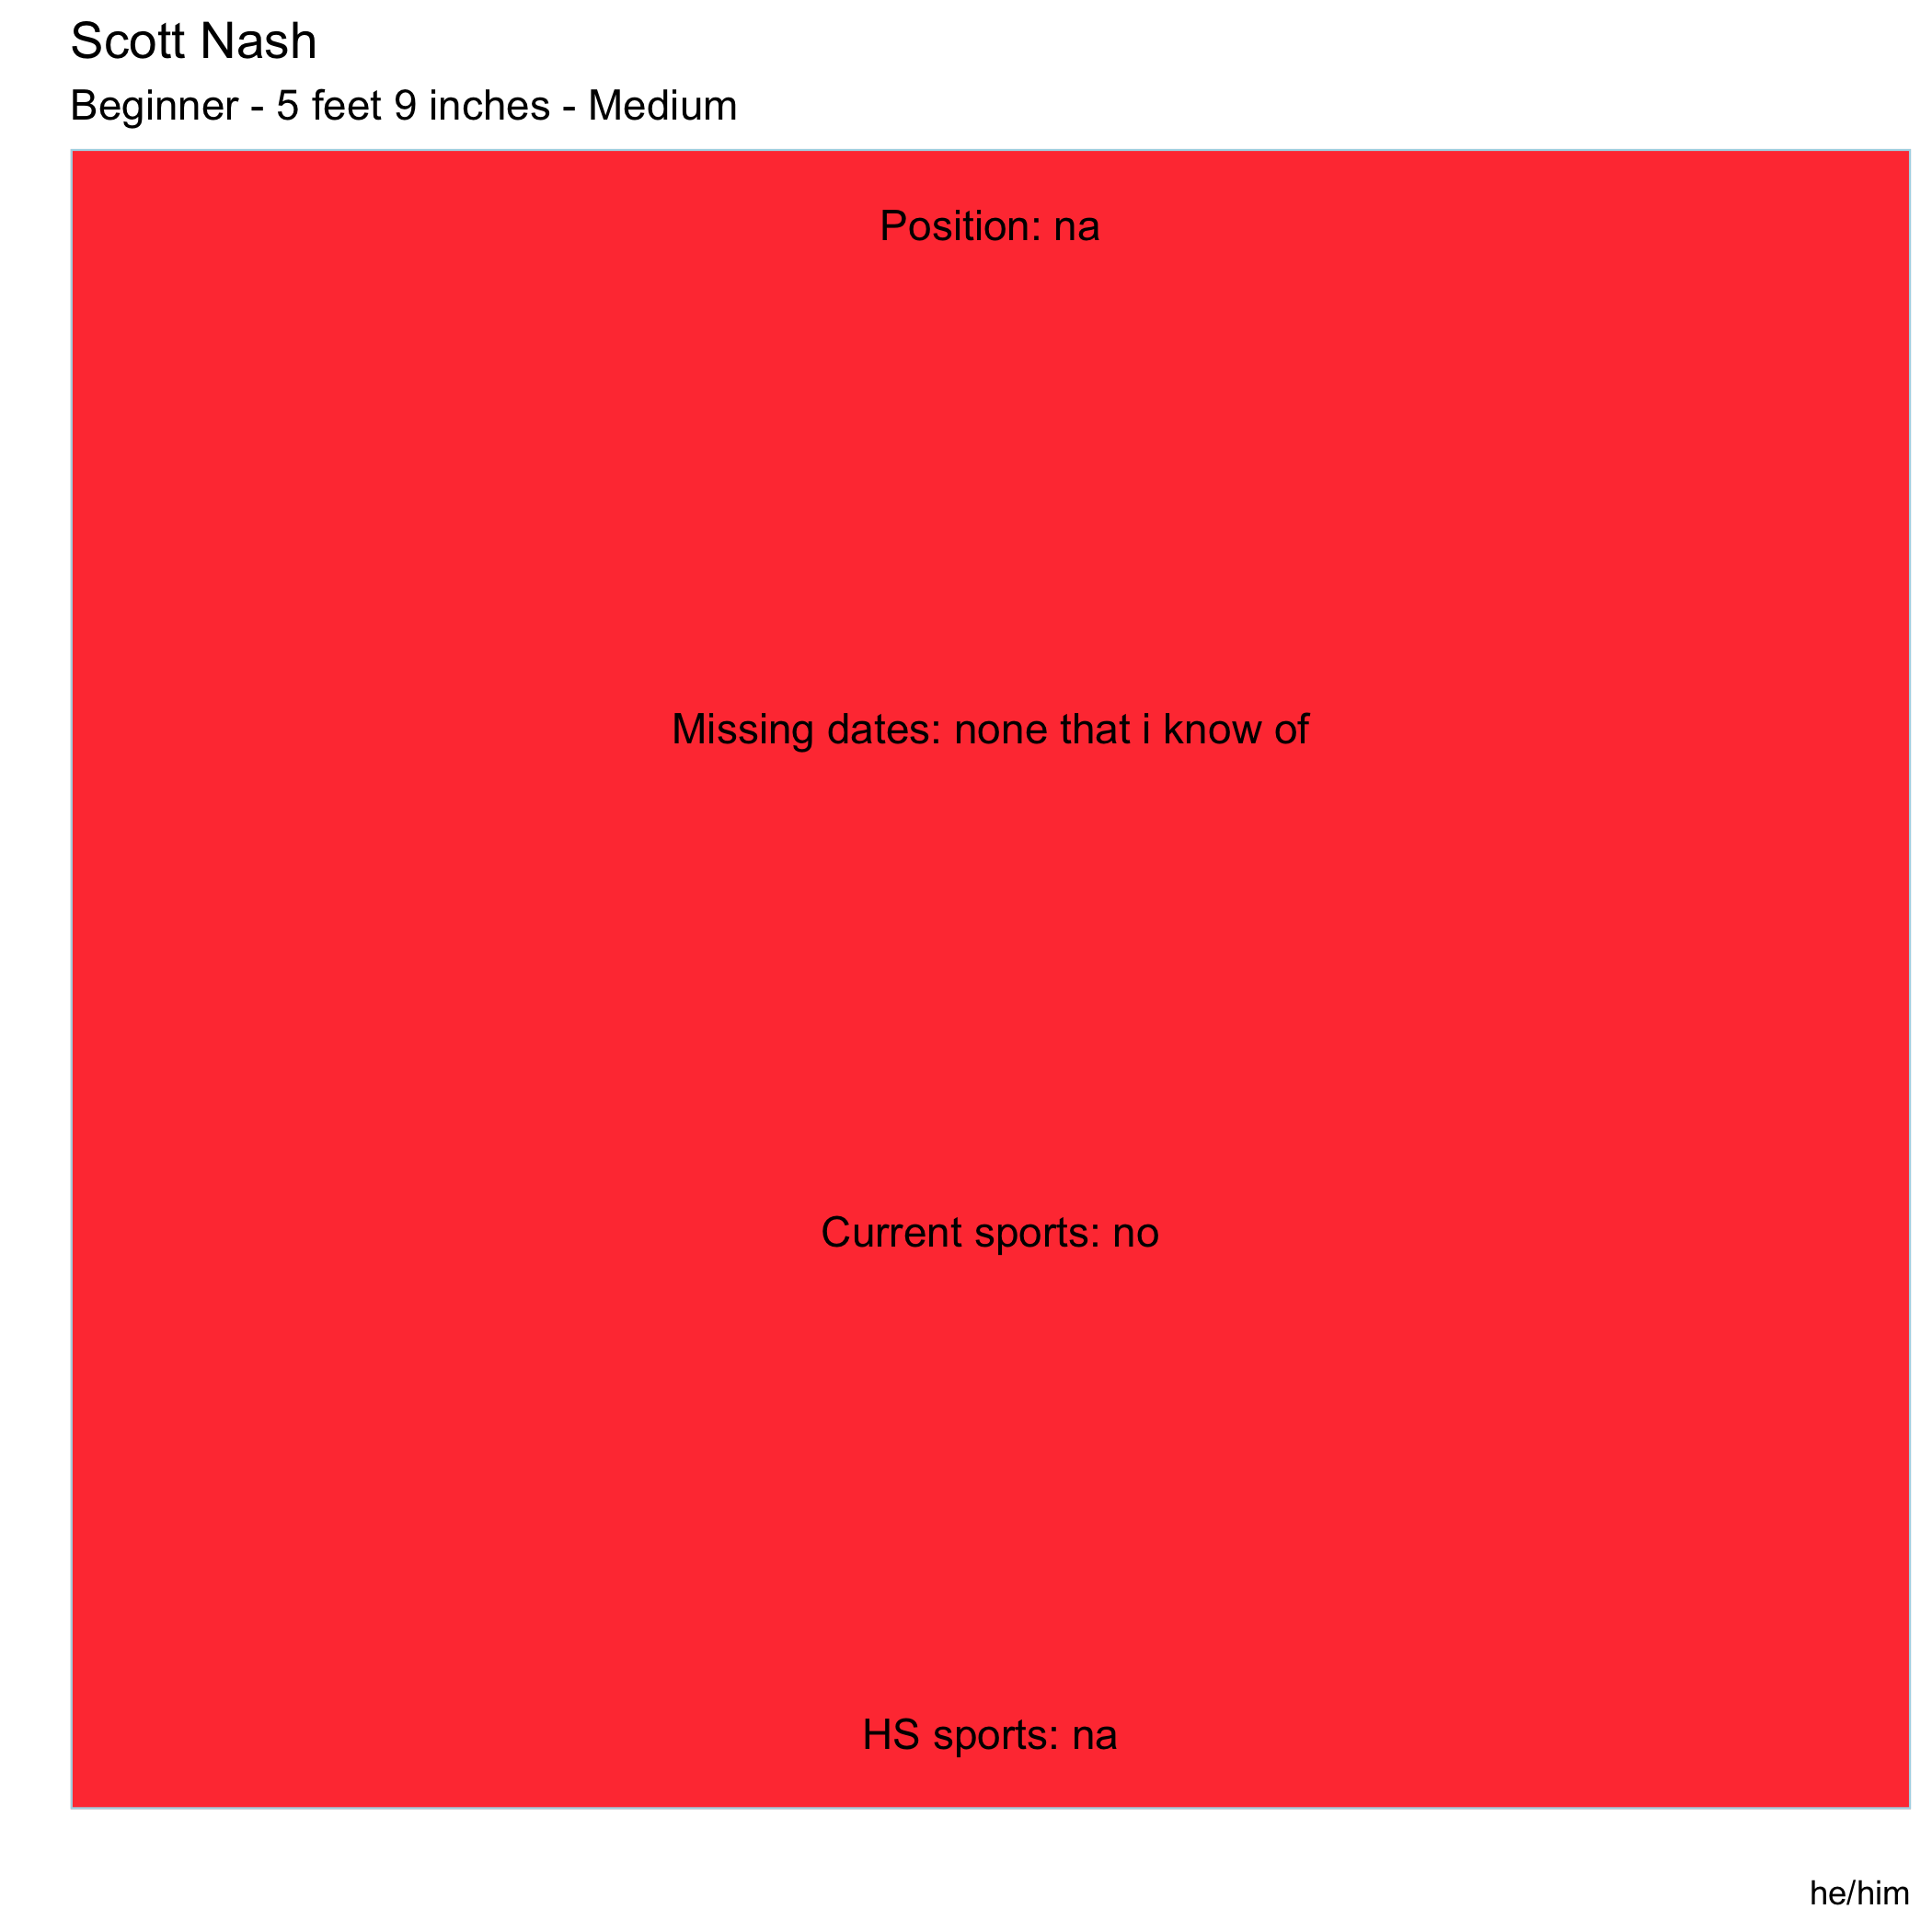 Scott Nash
Beginner - 5 feet 9 inches - Medium
Position: na
Missing dates: none that i know of
Current sports: no
HS sports: na
he/him